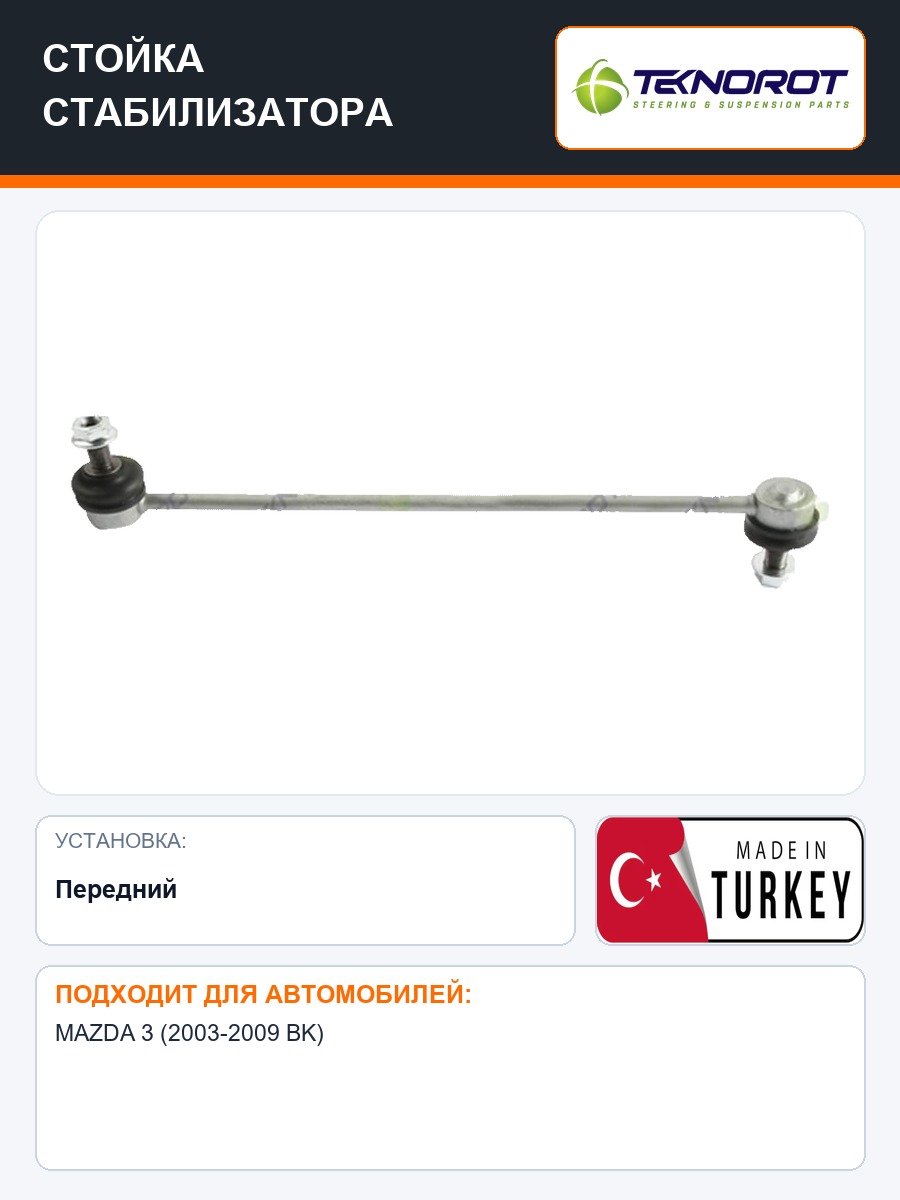 СТОЙКА
СТАБИЛИЗАТОРА
TEKNOROT
STEERING & SUSPENSION PARTS
УСТАНОВКА:
Передний
MADE IN
TURKEY
ПОДХОДИТ ДЛЯ АВТОМОБИЛЕЙ:
MAZDA 3 (2003-2009 BK)